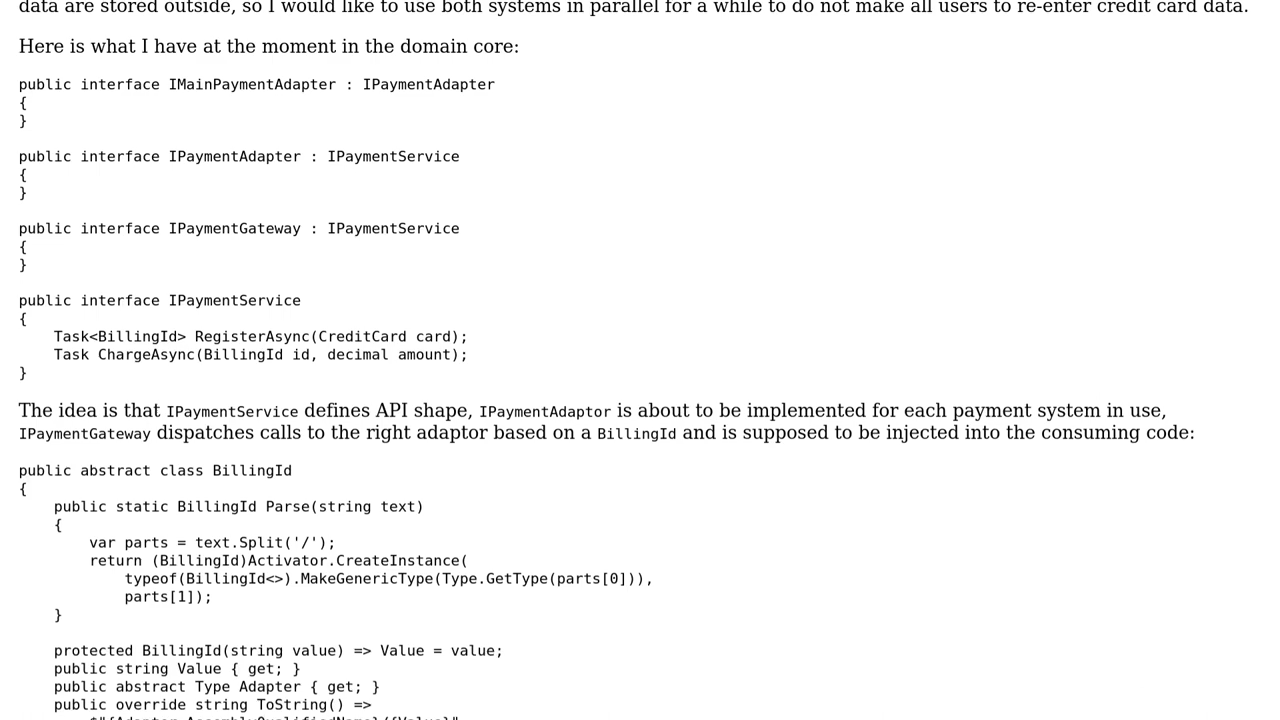 data are stored outside, so I would like to use both systems in parallel for a while to do not make all users to re-enter credit card data.
Here is what I have at the moment in the domain core:
public interface IMainPaymentAdapter : IPaymentAdapter
{
}
public interface IPaymentAdapter : IPaymentService
{
}
public interface IPaymentGateway : IPaymentService
{
}
public interface IPaymentService
{
    Task<BillingId> RegisterAsync(CreditCard card);
    Task ChargeAsync(BillingId id, decimal amount);
}
The idea is that IPaymentService defines API shape, IPaymentAdaptor is about to be implemented for each payment system in use,
IPaymentGateway dispatches calls to the right adaptor based on a BillingId and is supposed to be injected into the consuming code:
public abstract class BillingId
{
    public static BillingId Parse(string text)
    {
        var parts = text.Split('/');
        return (BillingId)Activator.CreateInstance(
            typeof(BillingId<>).MakeGenericType(Type.GetType(parts[0])),
            parts[1]);
    }
    protected BillingId(string value) => Value = value;
    public string Value { get; }
    public abstract Type Adapter { get; }
    public override string ToString() =>
        $"{Adapter.AssemblyQualifiedName}/{Value}"